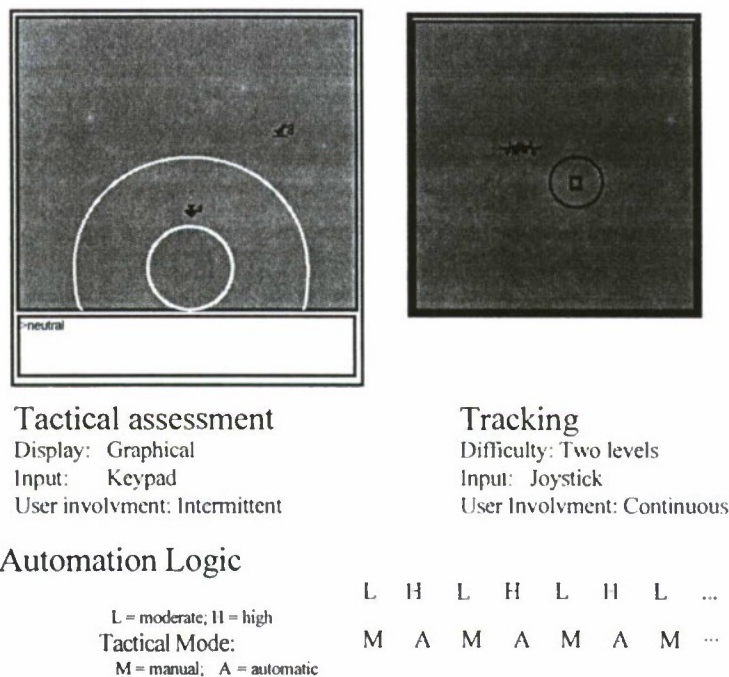 >neutral
Tactical assessment
Display: Graphical
Input: Keypad
User involvment: Intermittent
Tracking
Difficulty: Two levels
Input: Joystick
User Involvment: Continuous
Automation Logic
L H L H L H L ...
L = moderate; H = high
Tactical Mode:
M A M A M A M ...
M = manual; A = automatic